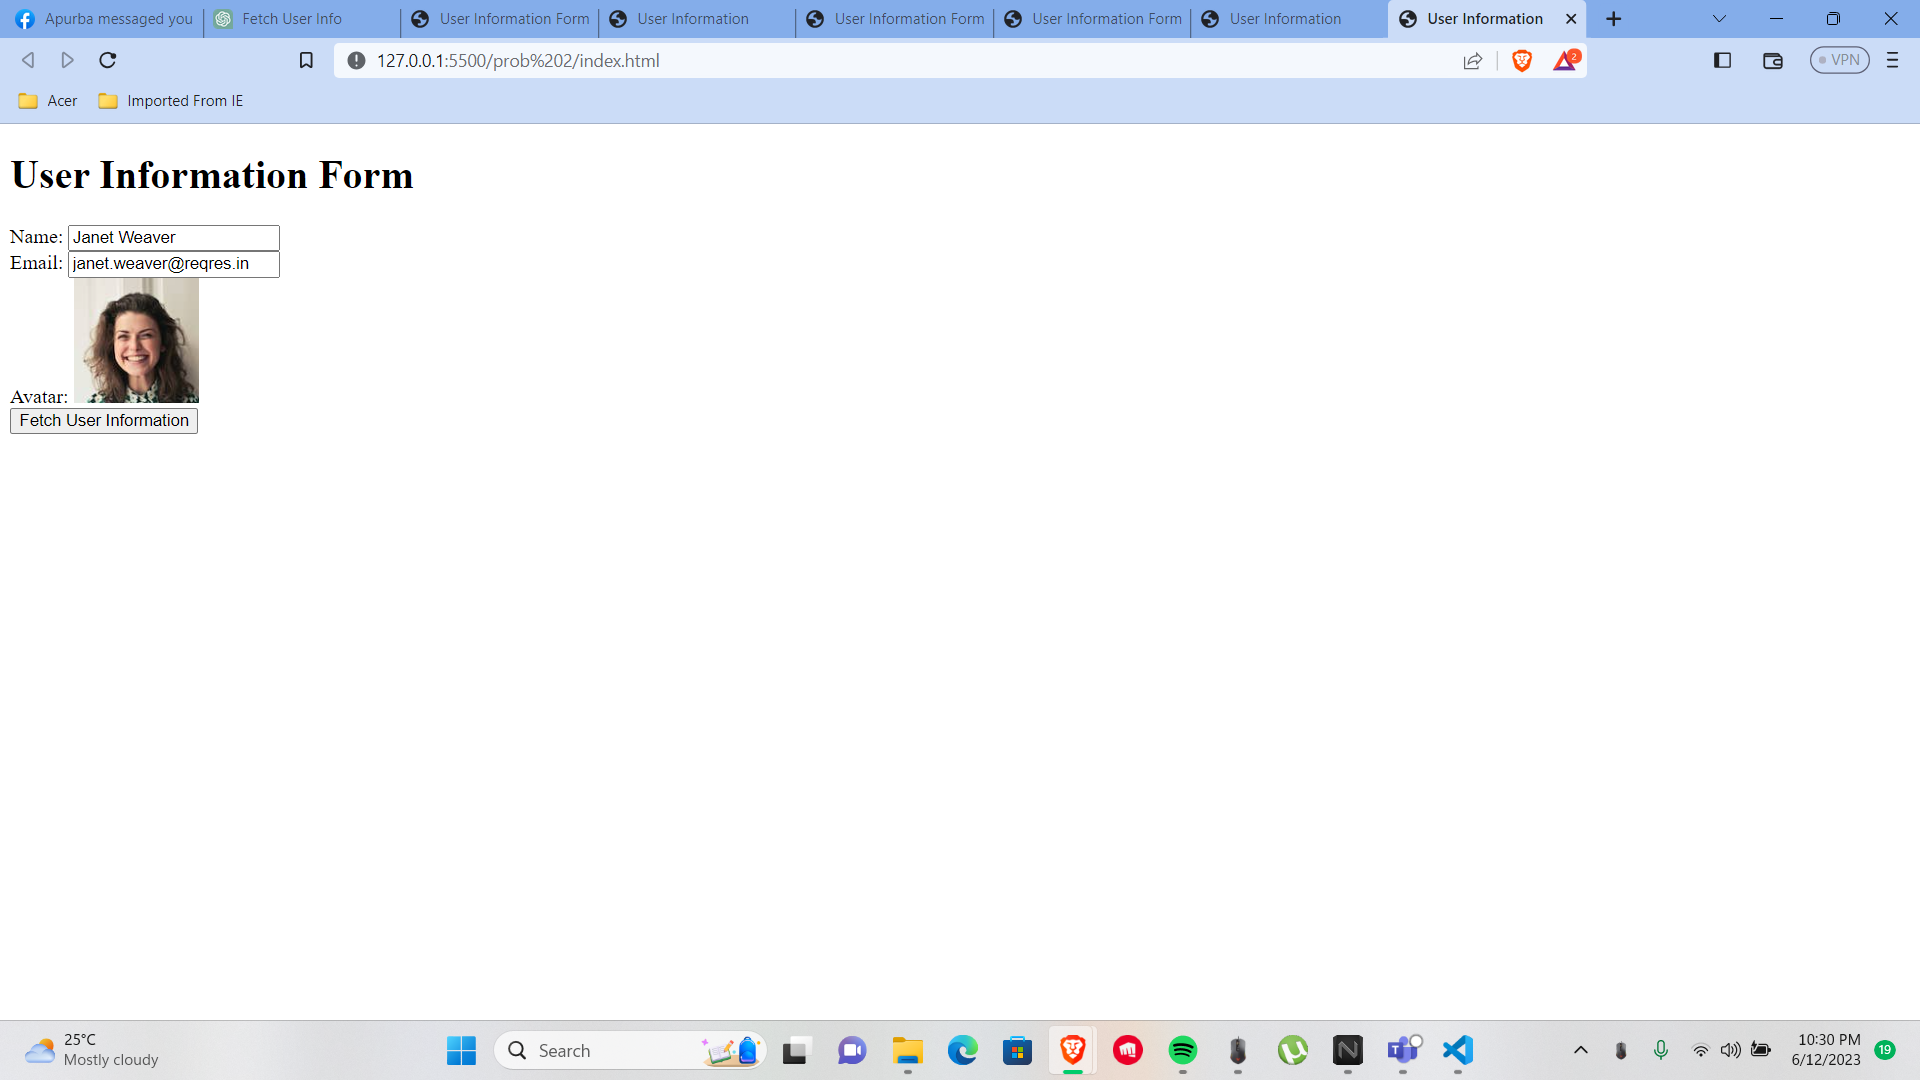 Apurba messaged you
Fetch User Info
User Information Form
User Information
User Information Form
User Information Form
User Information
User Information
127.0.0.1:5500/prob%202/index.html
2
VPN
Acer
Imported From IE
User Information Form
Name: Janet Weaver
Email: janet.weaver@reqres.in
Avatar:
Fetch User Information
25°C
Mostly cloudy
Search
10:30 PM
6/12/2023
19